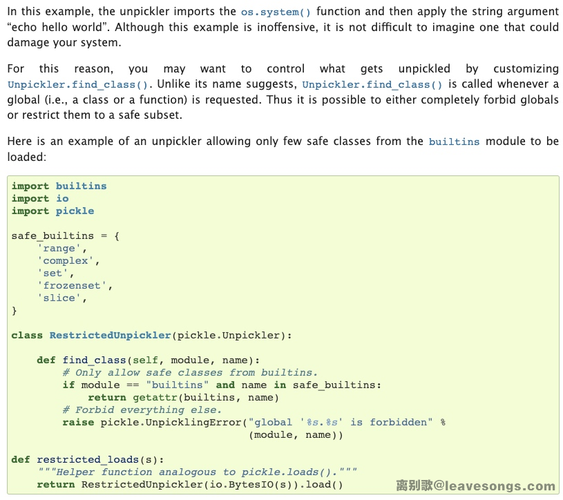 In this example, the unpickler imports the os.system() function and then apply the string argument
“echo hello world”. Although this example is inoffensive, it is not difficult to imagine one that could
damage your system.
For this reason, you may want to control what gets unpickled by customizing
Unpickler.find_class(). Unlike its name suggests, Unpickler.find_class() is called whenever a
global (i.e., a class or a function) is requested. Thus it is possible to either completely forbid globals
or restrict them to a safe subset.
Here is an example of an unpickler allowing only few safe classes from the builtins module to be
loaded:
import builtins
import io
import pickle
safe_builtins = {
    'range',
    'complex',
    'set',
    'frozenset',
    'slice',
}
class RestrictedUnpickler(pickle.Unpickler):
    def find_class(self, module, name):
        # Only allow safe classes from builtins.
        if module == "builtins" and name in safe_builtins:
            return getattr(builtins, name)
        # Forbid everything else.
        raise pickle.UnpicklingError("global '%s.%s' is forbidden" %
                                     (module, name))
def restricted_loads(s):
    """Helper function analogous to pickle.loads()."""
    return RestrictedUnpickler(io.BytesIO(s)).load()
离别歌@leavesongs.com